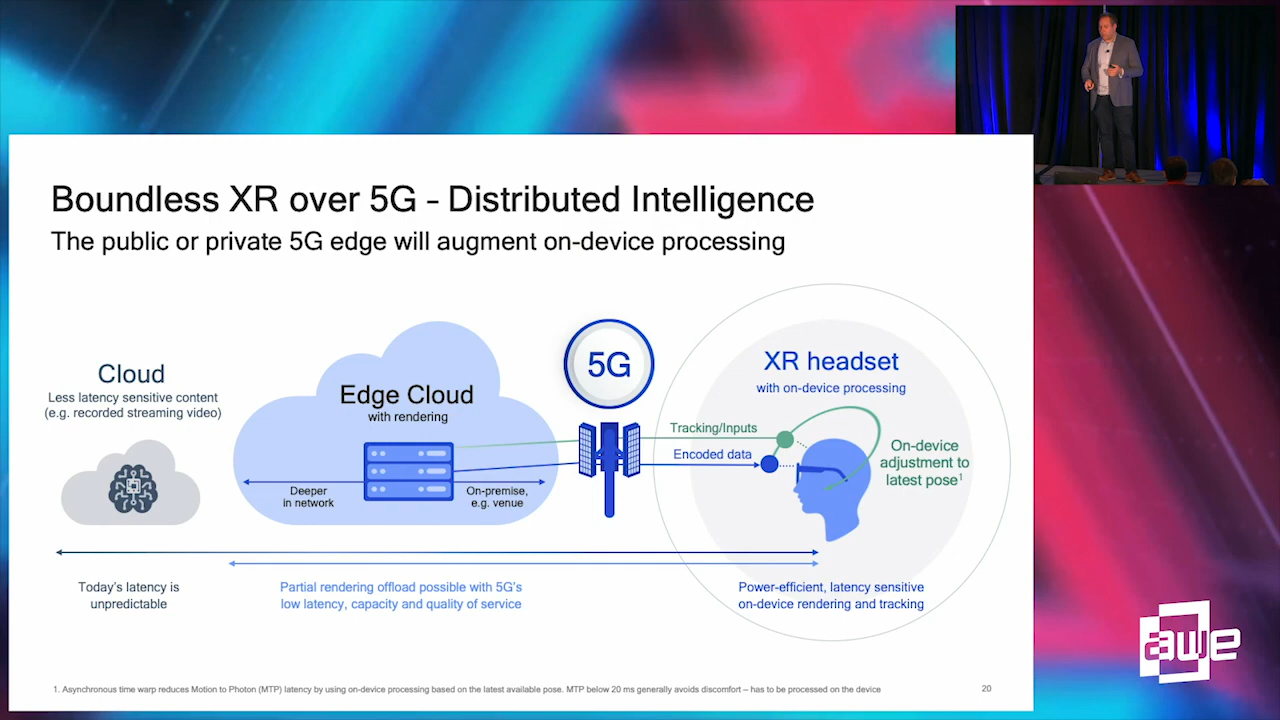 Boundless XR over 5G – Distributed Intelligence
The public or private 5G edge will augment on-device processing
Cloud
Less latency sensitive content
(e.g. recorded streaming video)
Edge Cloud
with rendering
Deeper
in network
On-premise,
e.g. venue
5G
Tracking/Inputs
Encoded data
XR headset
with on-device processing
On-device
adjustment to
latest pose¹
Today's latency is
unpredictable
Partial rendering offload possible with 5G's
low latency, capacity and quality of service
Power-efficient, latency sensitive
on-device rendering and tracking
1. Asynchronous time warp reduces Motion to Photon (MTP) latency by using on-device processing based on the latest available pose. MTP below 20 ms generally avoids discomfort – has to be processed on the device
20
awe